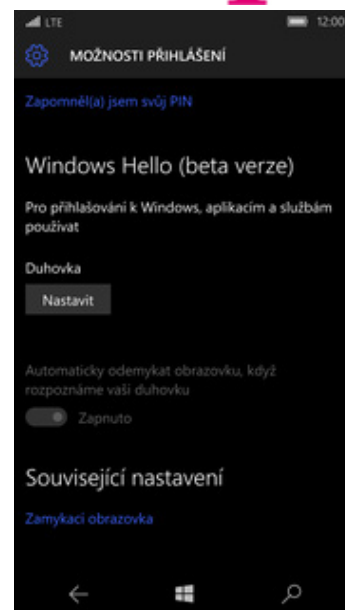 LTE 12:00
MOŽNOSTI PŘIHLÁŠENÍ
Zapomněl(a) jsem svůj PIN
Windows Hello (beta verze)
Pro přihlašování k Windows, aplikacím a službám
používat
Duhovka
Nastavit
Automaticky odemykat obrazovku, když
rozpoznáme vaši duhovku
Zapnuto
Související nastavení
Zamykací obrazovka